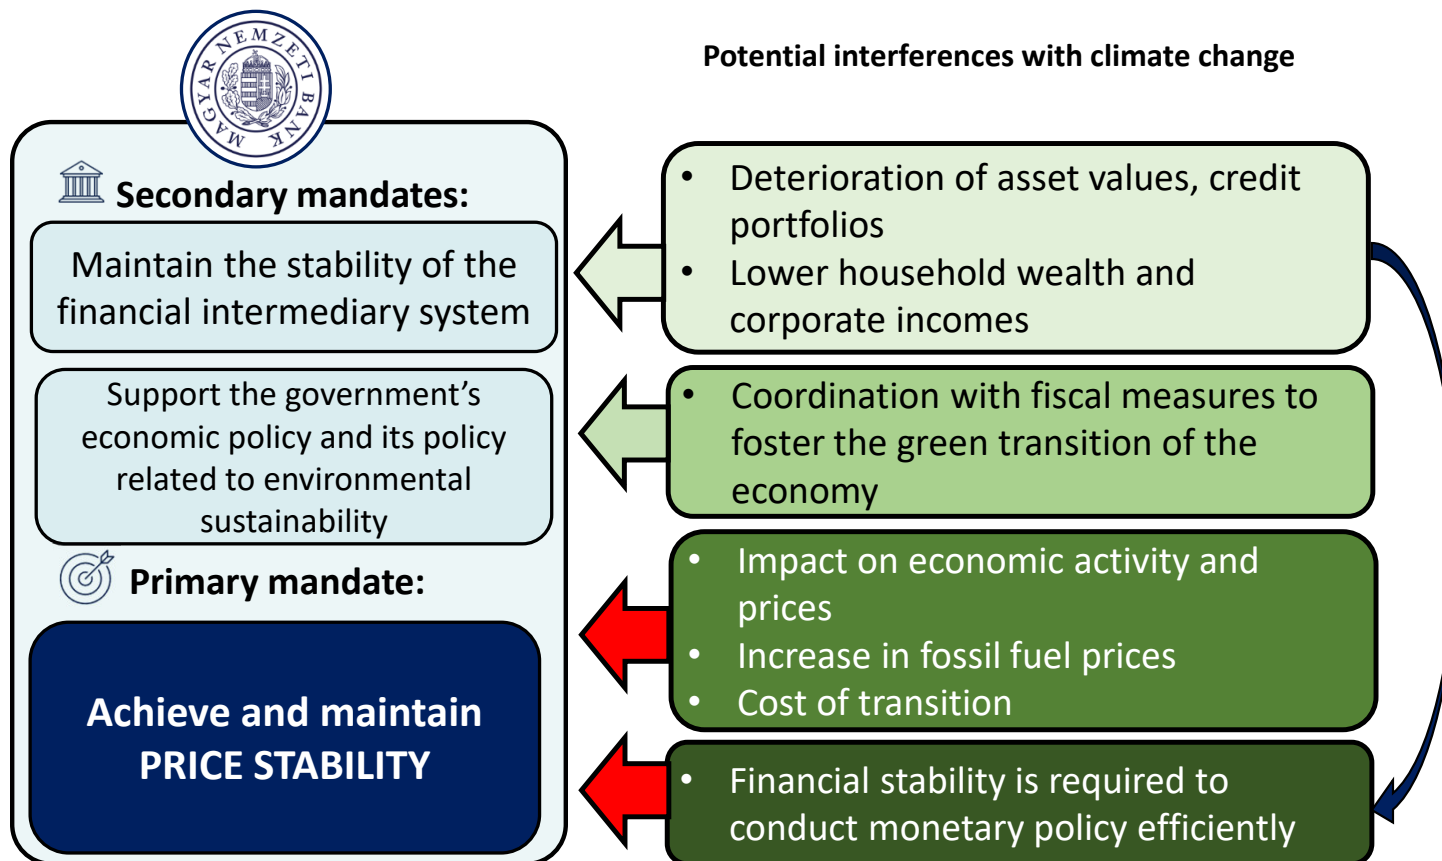 MAGYAR NEMZETI BANK
Potential interferences with climate change
Secondary mandates:
Maintain the stability of the
financial intermediary system
Support the government’s
economic policy and its policy
related to environmental
sustainability
Primary mandate:
Achieve and maintain
PRICE STABILITY
• Deterioration of asset values, credit
portfolios
• Lower household wealth and
corporate incomes
• Coordination with fiscal measures to
foster the green transition of the
economy
• Impact on economic activity and
prices
• Increase in fossil fuel prices
• Cost of transition
• Financial stability is required to
conduct monetary policy efficiently